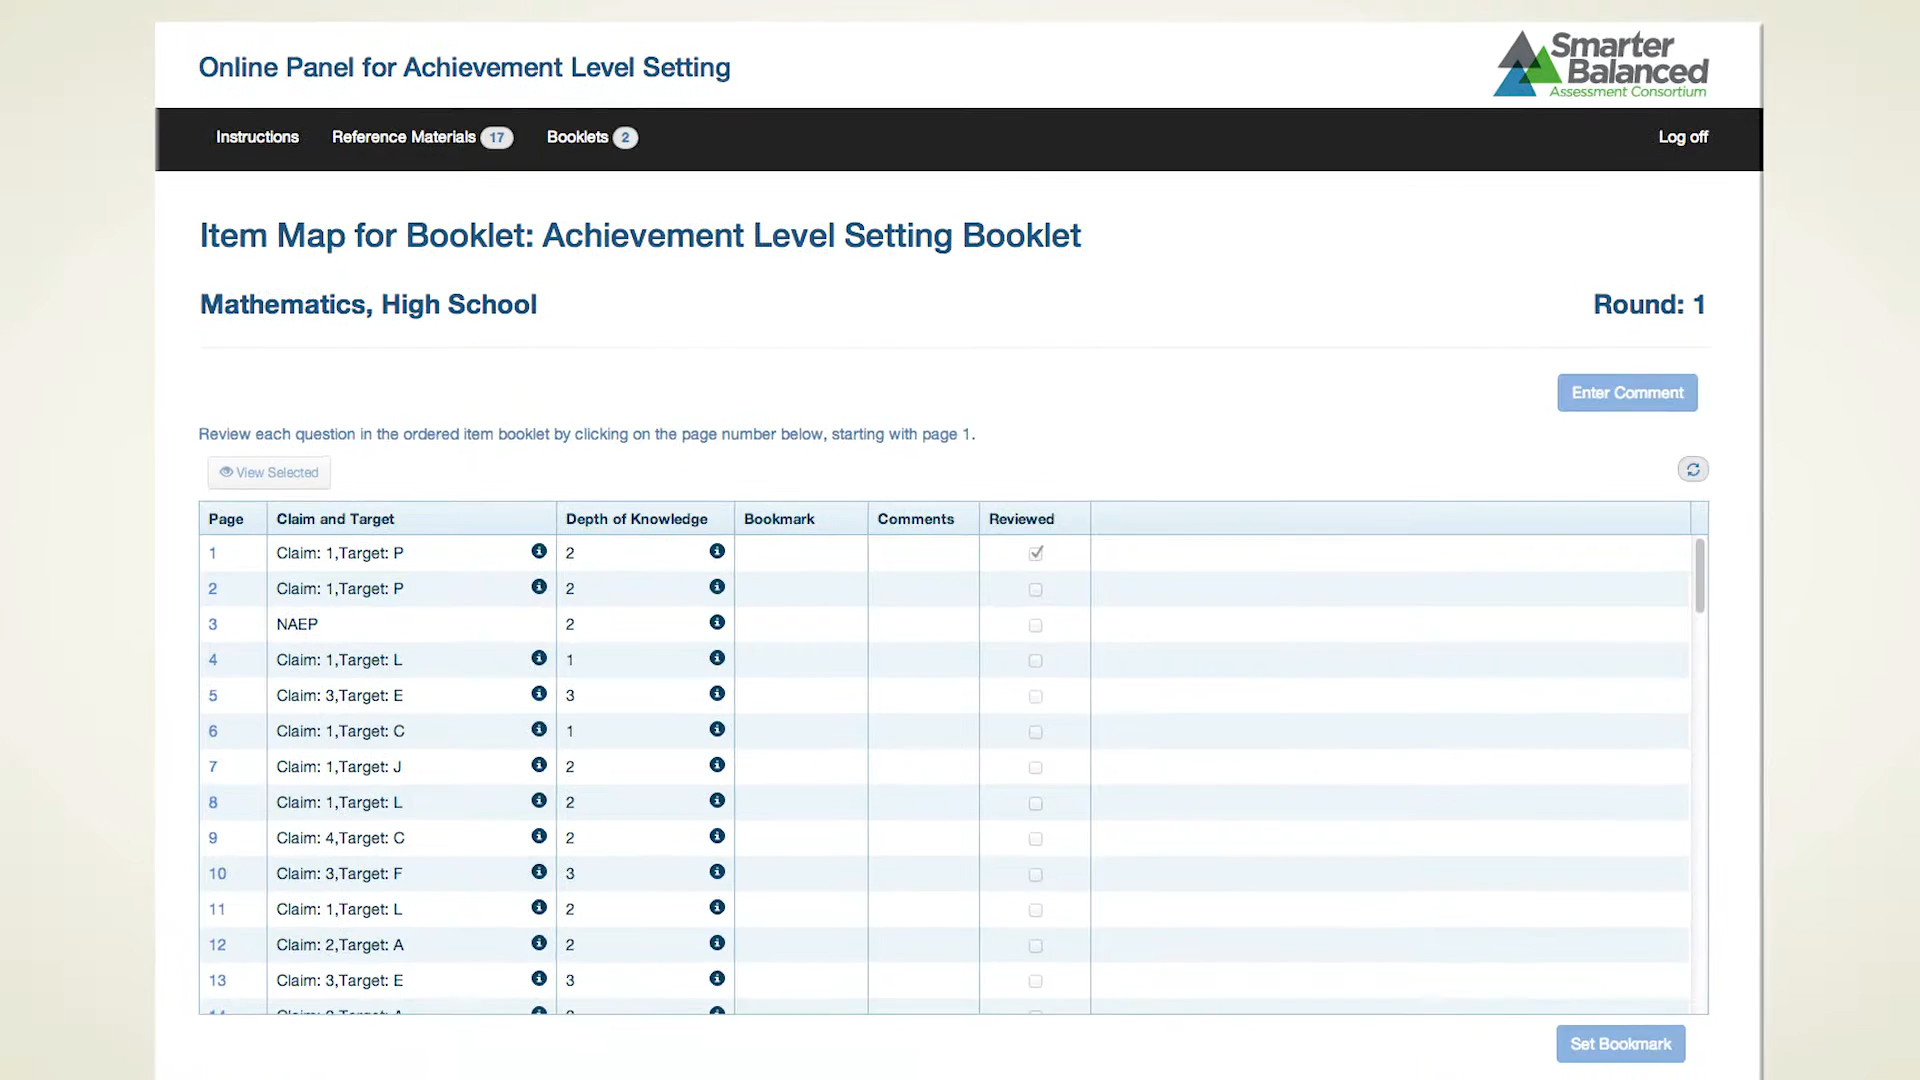 Online Panel for Achievement Level Setting
Smarter
Balanced
Assessment Consortium
Instructions Reference Materials 17 Booklets 2 Log off
Item Map for Booklet: Achievement Level Setting Booklet
Mathematics, High School Round: 1
Enter Comment
Review each question in the ordered item booklet by clicking on the page number below, starting with page 1.
View Selected
Page Claim and Target Depth of Knowledge Bookmark Comments Reviewed
1 Claim: 1,Target: P 2
2 Claim: 1,Target: P 2
3 NAEP 2
4 Claim: 1,Target: L 1
5 Claim: 3,Target: E 3
6 Claim: 1,Target: C 1
7 Claim: 1,Target: J 2
8 Claim: 1,Target: L 2
9 Claim: 4,Target: C 2
10 Claim: 3,Target: F 3
11 Claim: 1,Target: L 2
12 Claim: 2,Target: A 2
13 Claim: 3,Target: E 3
Set Bookmark